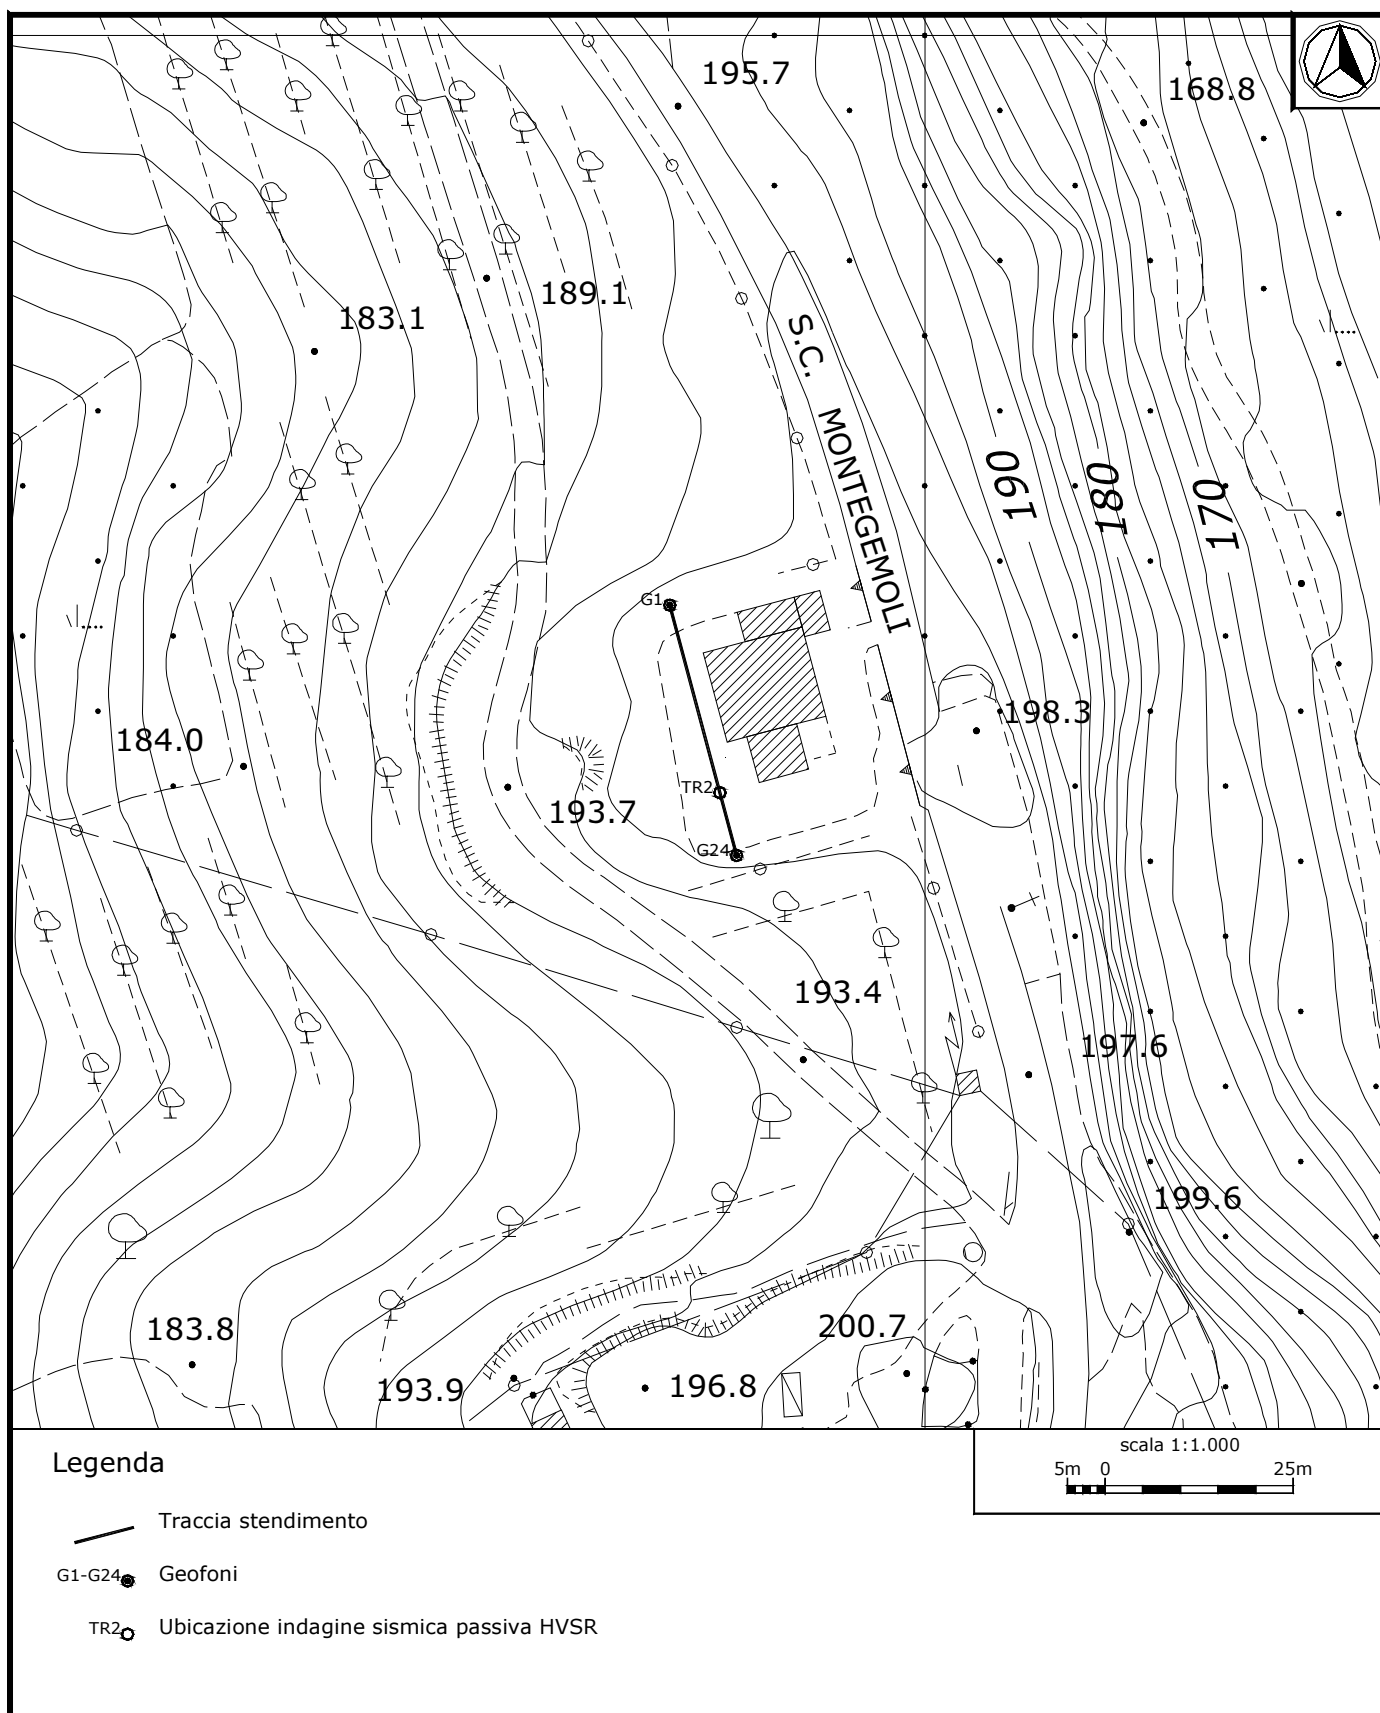 195.7
168.8
189.1
183.1
S.C. MONTEGEMOLI
190
180
170
G1
198.3
184.0
TR2
193.7
G24
193.4
197.6
199.6
200.7
183.8
196.8
193.9
Legenda
Traccia stendimento
G1-G24
Geofoni
TR2
Ubicazione indagine sismica passiva HVSR
scala 1:1.000
5m 0 25m